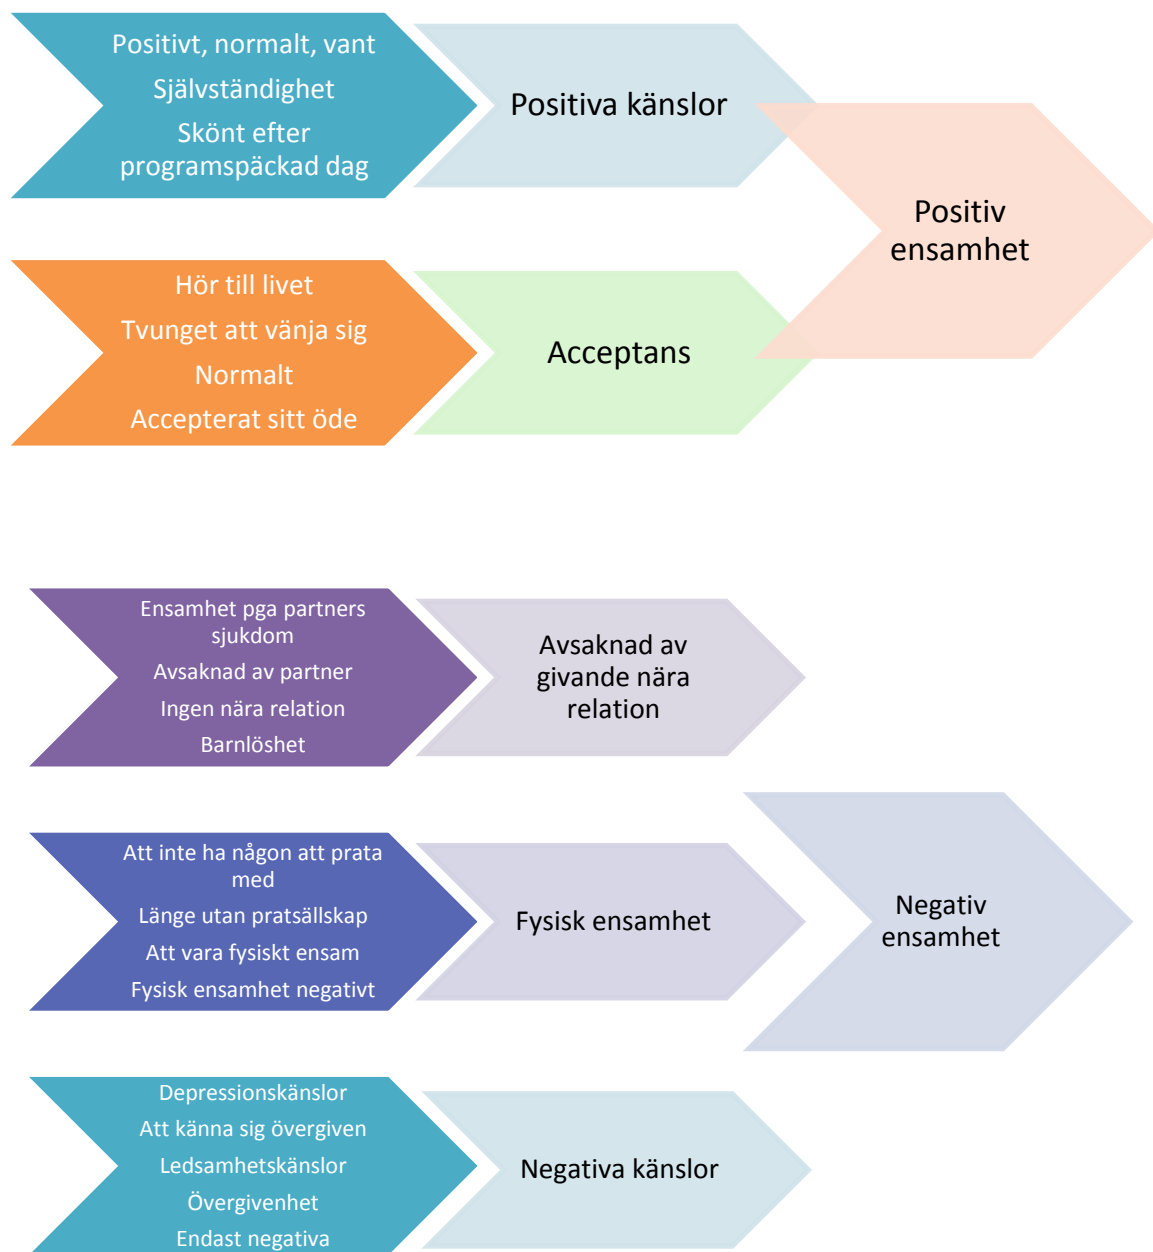 Positivt, normalt, vant
Självständighet
Skönt efter
programspäckad dag
Positiva känslor
Positiv
ensamhet
Hör till livet
Tvunget att vänja sig
Normalt
Accepterat sitt öde
Acceptans
Ensamhet pga partners
sjukdom
Avsaknad av partner
Ingen nära relation
Barnlöshet
Avsaknad av
givande nära
relation
Att inte ha någon att prata
med
Länge utan pratsällskap
Att vara fysiskt ensam
Fysisk ensamhet negativt
Fysisk ensamhet
Negativ
ensamhet
Depressionskänslor
Att känna sig övergiven
Ledsamhetskänslor
Övergivenhet
Endast negativa
Negativa känslor